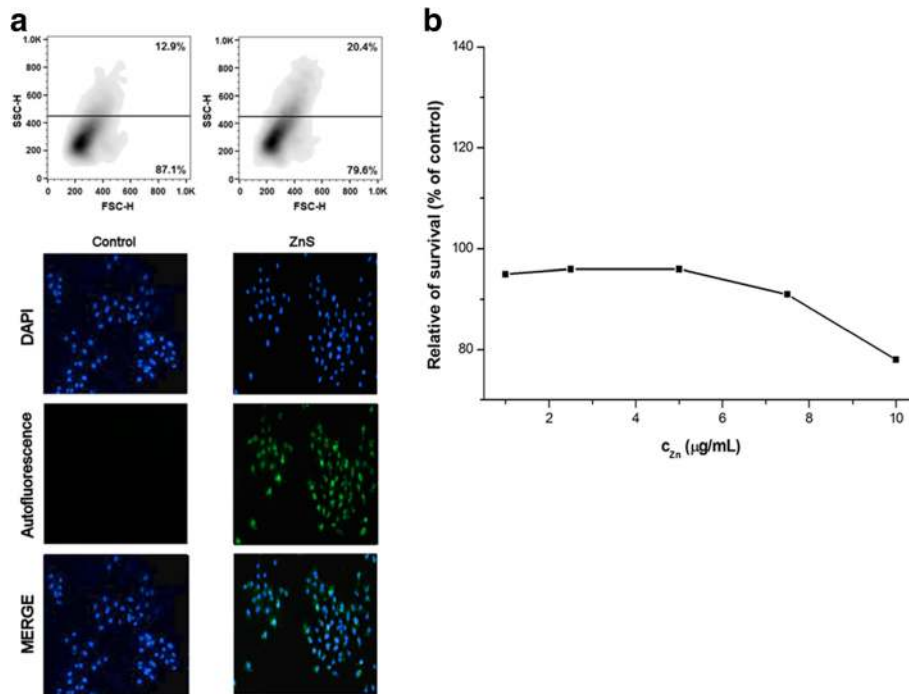 a
1.0K
800
600
400
200
0
SSC-H
12.9%
87.1%
0 200 400 600 800 1.0K
FSC-H
1.0K
800
600
400
200
0
SSC-H
20.4%
79.6%
0 200 400 600 800 1.0K
FSC-H
Control
ZnS
DAPI
Autofluorescence
MERGE
b
140
120
100
80
Relative of survival (% of control)
2 4 6 8 10
cZn (μg/mL)